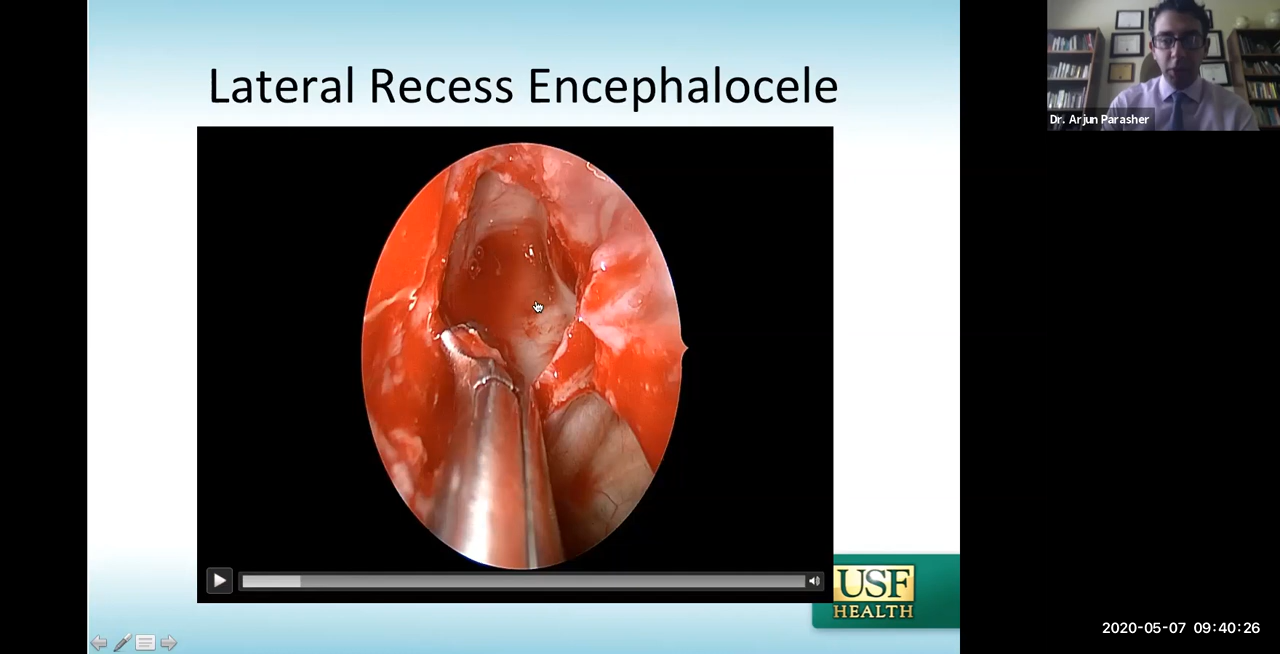 Lateral Recess Encephalocele
Dr. Arjun Parasher
USF
HEALTH
2020-05-07 09:40:26